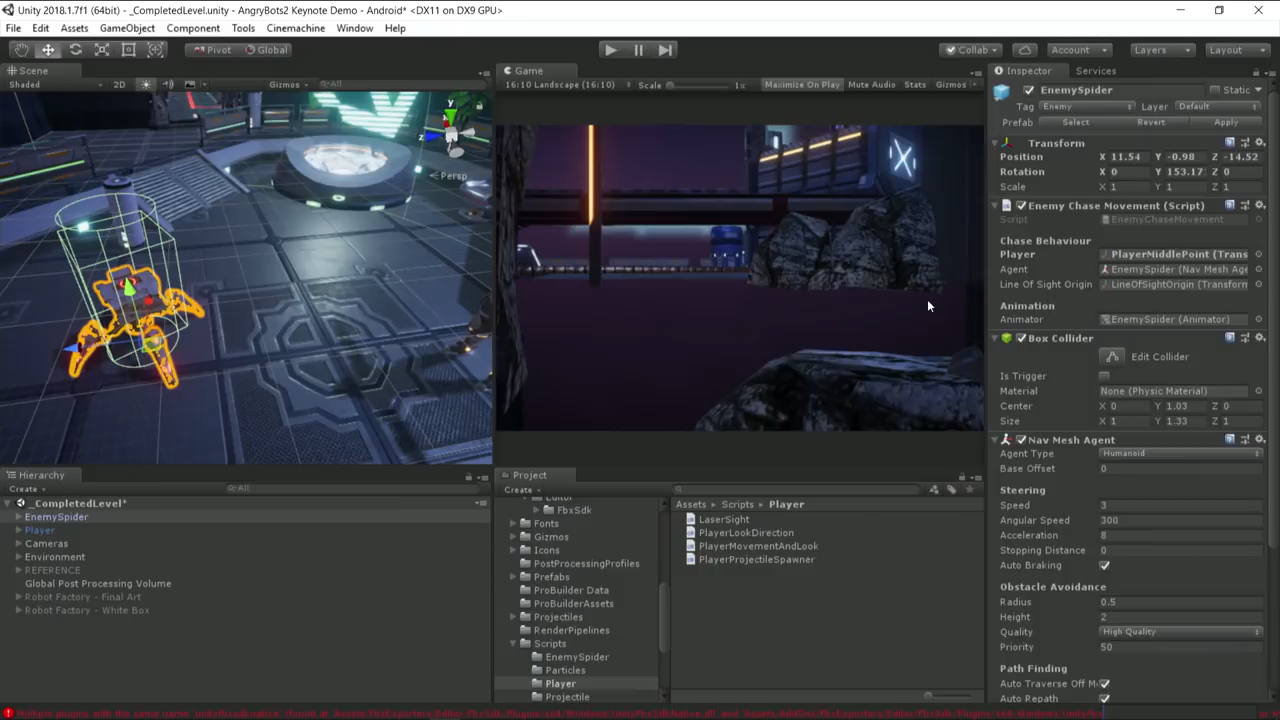 Unity 2018.1.7f1 (64bit) - _CompletedLevel.unity - AngryBots2 Keynote Demo - Android* <DX11 on DX9 GPU>
File Edit Assets GameObject Component Cinemachine Tools Window Help
Pivot Global Collab Account Layers Layout
Scene
Shaded 2D Gizmos All
y
z
Persp
Game
16:10 Landscape (16:10) Scale 1x Maximize On Play Mute Audio Stats Gizmos
Inspector Services
EnemySpider Static
Tag Enemy Layer Default
Prefab Select Revert Apply
Transform
Position X 11.54 Y -0.98 Z -14.52
Rotation X 0 Y 153.17 Z 0
Scale X 1 Y 1 Z 1
Enemy Chase Movement (Script)
Script EnemyChaseMovement
Chase Behaviour
Player PlayerMiddlePoint (Trans
Agent EnemySpider (Nav Mesh Age
Line Of Sight Origin LineOfSightOrigin (Transform
Animation
Animator EnemySpider (Animator)
Box Collider
Edit Collider
Is Trigger
Material None (Physic Material)
Center X 0 Y 1.03 Z 0
Size X 1 Y 1.33 Z 1
Nav Mesh Agent
Agent Type Humanoid
Base Offset 0
Steering
Speed 3
Angular Speed 300
Acceleration 8
Stopping Distance 0
Auto Braking
Obstacle Avoidance
Radius 0.5
Height 2
Quality High Quality
Priority 50
Path Finding
Auto Traverse Off M
Auto Repath
Hierarchy
Create All
_CompletedLevel*
EnemySpider
Player
Cameras
Environment
REFERENCE
Global Post Processing Volume
Robot Factory - Final Art
Robot Factory - White Box
Project
Create
Editor
FbxSdk
Fonts
Gizmos
Icons
PostProcessingProfiles
Prefabs
ProBuilder Data
ProBuilderAssets
Projectiles
RenderPipelines
Scripts
EnemySpider
Particles
Player
Projectile
Assets Scripts Player
LaserSight
PlayerLookDirection
PlayerMovementAndLook
PlayerProjectileSpawner